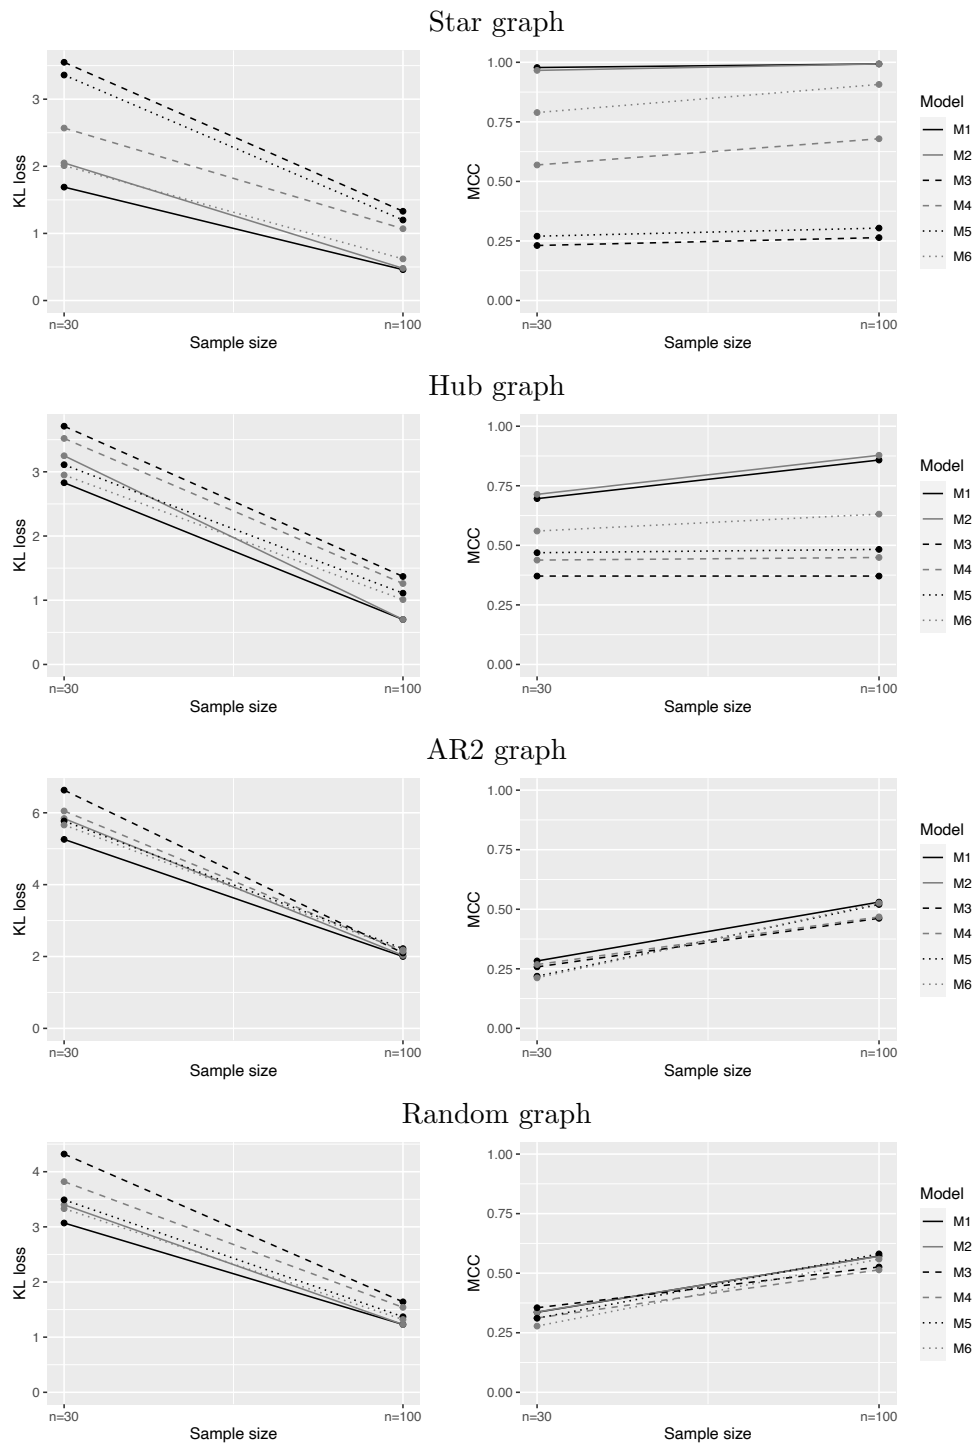 Star graph
KL loss
3
2
1
0
n=30
n=100
Sample size
MCC
1.00
0.75
0.50
0.25
0.00
n=30
n=100
Sample size
Model
M1
M2
M3
M4
M5
M6
Hub graph
KL loss
3
2
1
0
n=30
n=100
Sample size
MCC
1.00
0.75
0.50
0.25
0.00
n=30
n=100
Sample size
Model
M1
M2
M3
M4
M5
M6
AR2 graph
KL loss
6
4
2
0
n=30
n=100
Sample size
MCC
1.00
0.75
0.50
0.25
0.00
n=30
n=100
Sample size
Model
M1
M2
M3
M4
M5
M6
Random graph
KL loss
4
3
2
1
0
n=30
n=100
Sample size
MCC
1.00
0.75
0.50
0.25
0.00
n=30
n=100
Sample size
Model
M1
M2
M3
M4
M5
M6